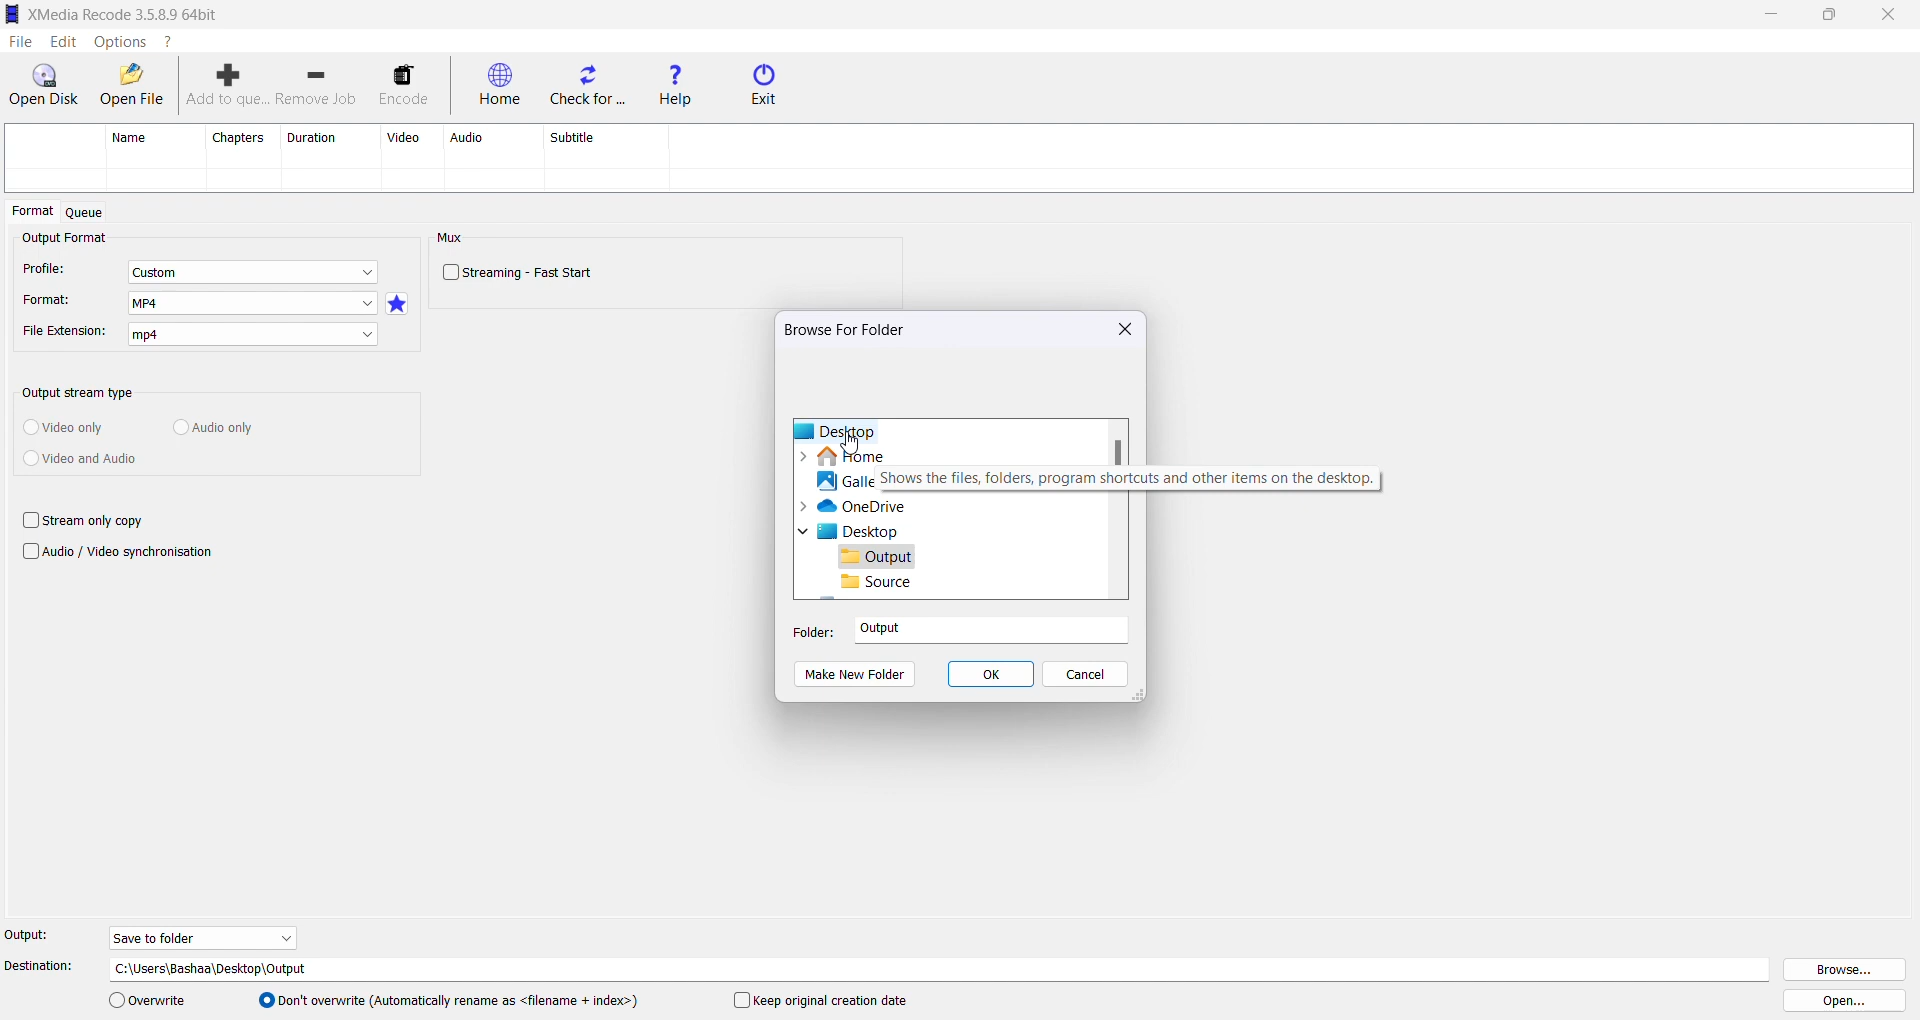 XMedia Recode 3.5.8.9 64bit
File Edit Options ?
Open Disk Open File Add to que... Remove Job Encode Home Check for ... Help Exit
Name Chapters Duration Video Audio Subtitle
Format Queue
Output Format
Profile: Custom
Format: MP4
File Extension: mp4
Mux
Streaming - Fast Start
Output stream type
Video only Audio only
Video and Audio
Stream only copy
Audio / Video synchronisation
Browse For Folder
Desktop
Home
Galle
Shows the files, folders, program shortcuts and other items on the desktop.
OneDrive
Desktop
Output
Source
Folder: Output
Make New Folder OK Cancel
Output: Save to folder
Destination: C:\Users\Bashaa\Desktop\Output Browse...
Overwrite Don't overwrite (Automatically rename as <filename + index>) Keep original creation date Open...